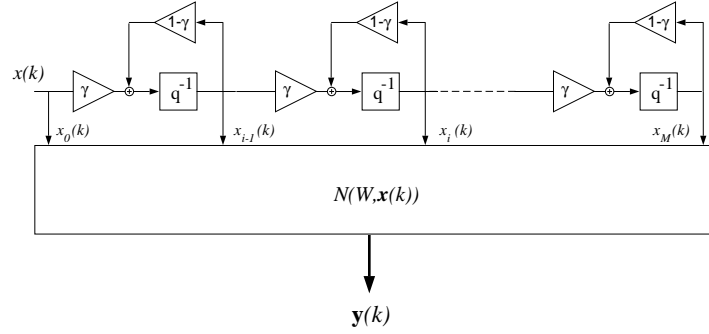 1-γ 1-γ 1-γ
x(k) γ q⁻¹ γ q⁻¹ γ q⁻¹
x₀(k) xᵢ₋₁(k) xᵢ(k) x_M(k)
N(W,x(k))
y(k)